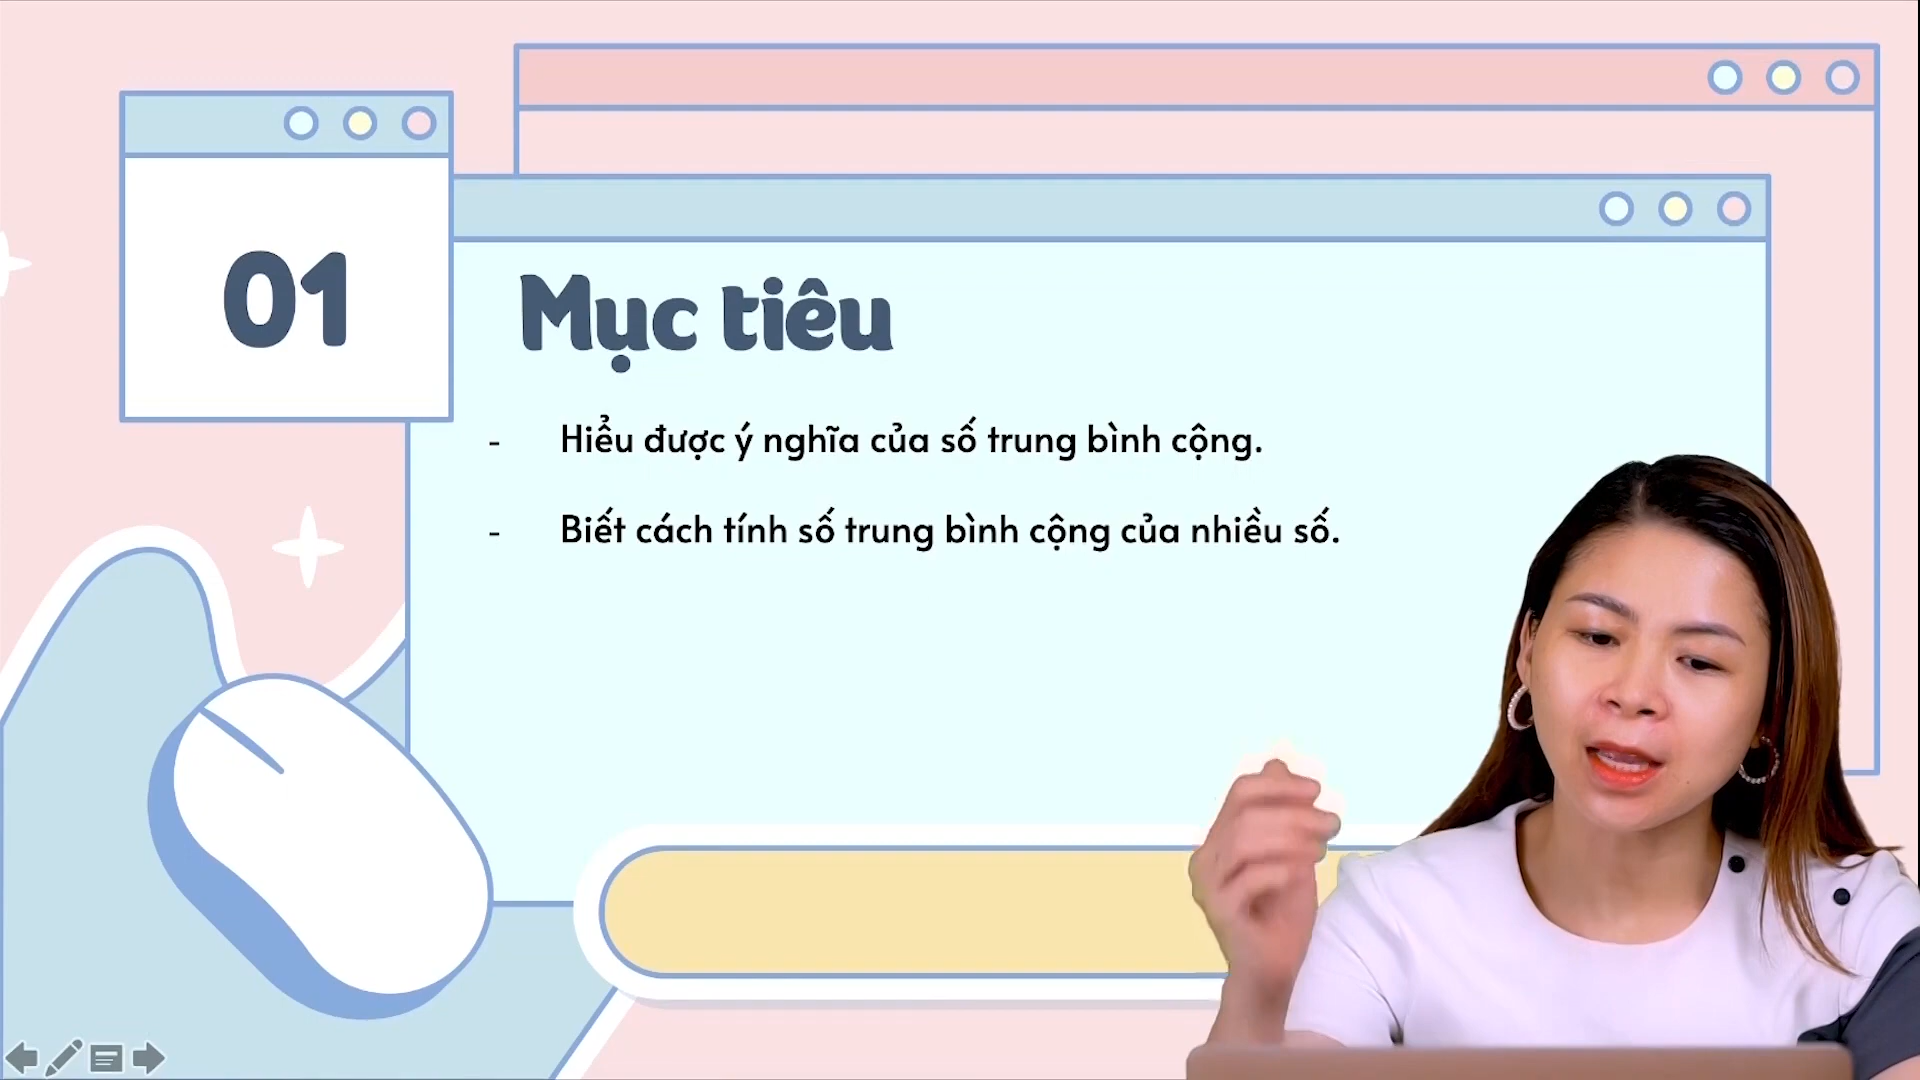 01
Mục tiêu
- Hiểu được ý nghĩa của số trung bình cộng.
- Biết cách tính số trung bình cộng của nhiều số.